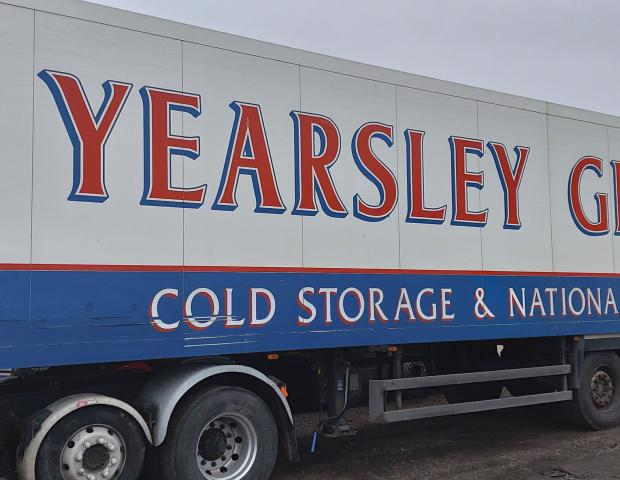 YEARSLEY
COLD STORAGE & NATIONA